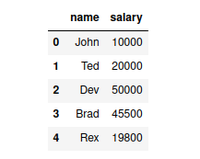 name salary
0 John 10000
1 Ted 20000
2 Dev 50000
3 Brad 45500
4 Rex 19800